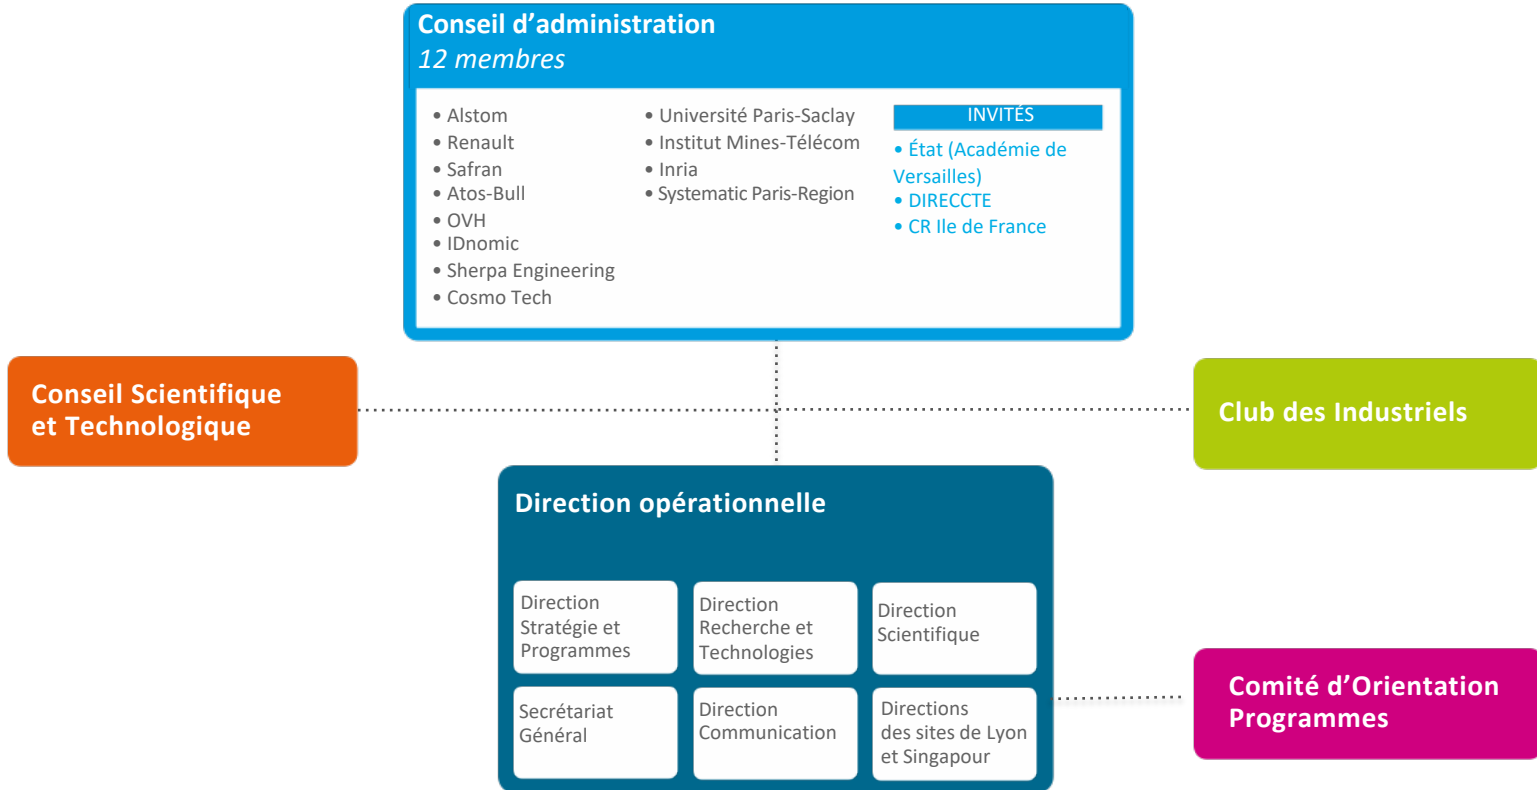 Conseil d’administration
12 membres
• Alstom
• Renault
• Safran
• Atos-Bull
• OVH
• IDnomic
• Sherpa Engineering
• Cosmo Tech
• Université Paris-Saclay
• Institut Mines-Télécom
• Inria
• Systematic Paris-Region
INVITÉS
• État (Académie de
Versailles)
• DIRECCTE
• CR Ile de France
Conseil Scientifique
et Technologique
Club des Industriels
Direction opérationnelle
Direction
Stratégie et
Programmes
Direction
Recherche et
Technologies
Direction
Scientifique
Secrétariat
Général
Direction
Communication
Directions
des sites de Lyon
et Singapour
Comité d’Orientation
Programmes